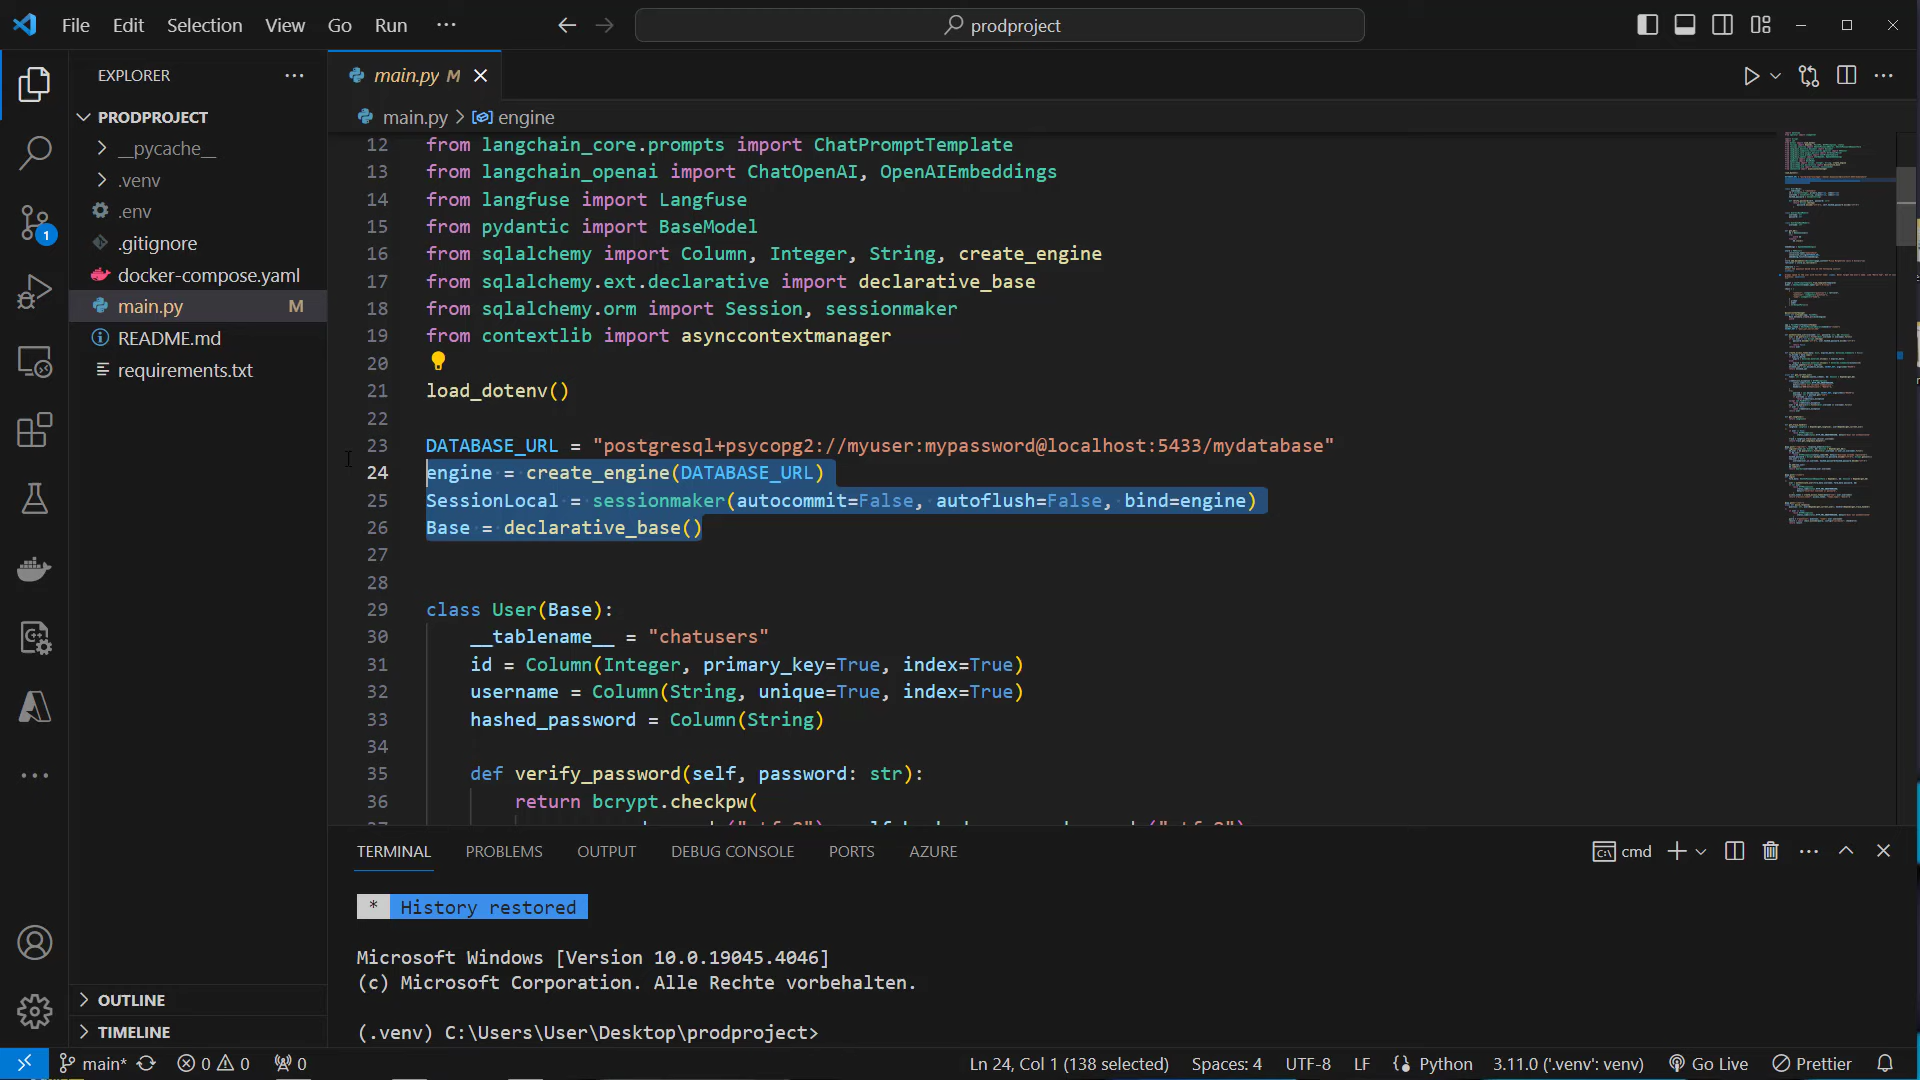 File Edit Selection View Go Run ··· prodproject
EXPLORER
PRODPROJECT
__pycache__
.venv
.env
.gitignore
docker-compose.yaml
main.py M
README.md
requirements.txt
OUTLINE
TIMELINE
1
main.py M
main.py > engine
12 from langchain_core.prompts import ChatPromptTemplate
13 from langchain_openai import ChatOpenAI, OpenAIEmbeddings
14 from langfuse import Langfuse
15 from pydantic import BaseModel
16 from sqlalchemy import Column, Integer, String, create_engine
17 from sqlalchemy.ext.declarative import declarative_base
18 from sqlalchemy.orm import Session, sessionmaker
19 from contextlib import asynccontextmanager
20
21 load_dotenv()
22
23 DATABASE_URL = "postgresql+psycopg2://myuser:mypassword@localhost:5433/mydatabase"
24 engine = create_engine(DATABASE_URL)
25 SessionLocal = sessionmaker(autocommit=False, autoflush=False, bind=engine)
26 Base = declarative_base()
27
28
29 class User(Base):
30 __tablename__ = "chatusers"
31 id = Column(Integer, primary_key=True, index=True)
32 username = Column(String, unique=True, index=True)
33 hashed_password = Column(String)
34
35 def verify_password(self, password: str):
36 return bcrypt.checkpw(
TERMINAL PROBLEMS OUTPUT DEBUG CONSOLE PORTS AZURE cmd
* History restored
Microsoft Windows [Version 10.0.19045.4046]
(c) Microsoft Corporation. Alle Rechte vorbehalten.
(.venv) C:\Users\User\Desktop\prodproject>
main* 0 0 0 Ln 24, Col 1 (138 selected) Spaces: 4 UTF-8 LF Python 3.11.0 ('.venv': venv) Go Live Prettier